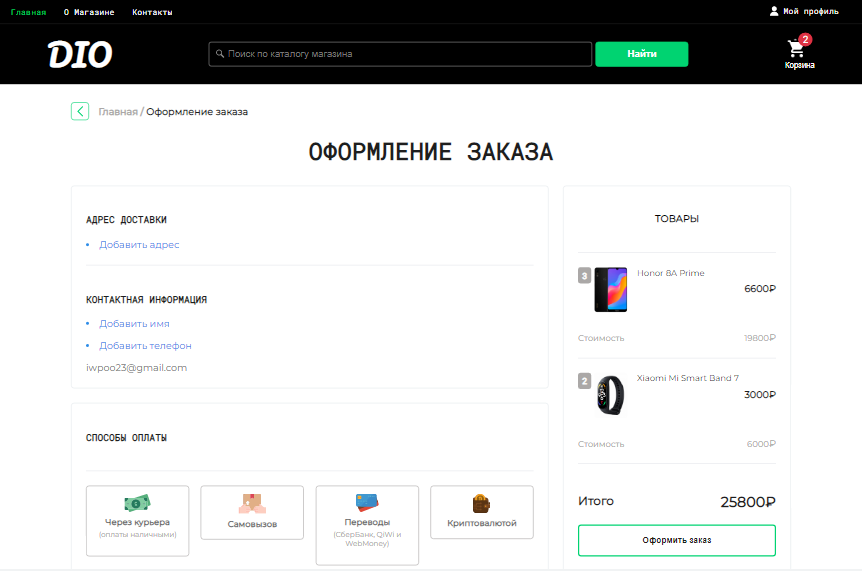 Главная О Магазине Контакты Мой профиль
DIO Поиск по каталогу магазина Найти 2
Корзина
Главная / Оформление заказа
ОФОРМЛЕНИЕ ЗАКАЗА
АДРЕС ДОСТАВКИ
• Добавить адрес
КОНТАКТНАЯ ИНФОРМАЦИЯ
• Добавить имя
• Добавить телефон
iwpoo23@gmail.com
СПОСОБЫ ОПЛАТЫ
Через курьера
(оплаты наличными)
Самовызов
Переводы
(СберБанк, QIWI и
WebMoney)
Криптовалютой
ТОВАРЫ
3 Honor 8A Prime
6600₽
Стоимость 19800₽
2 Xiaomi Mi Smart Band 7
3000₽
Стоимость 6000₽
Итого 25800₽
Оформить заказ